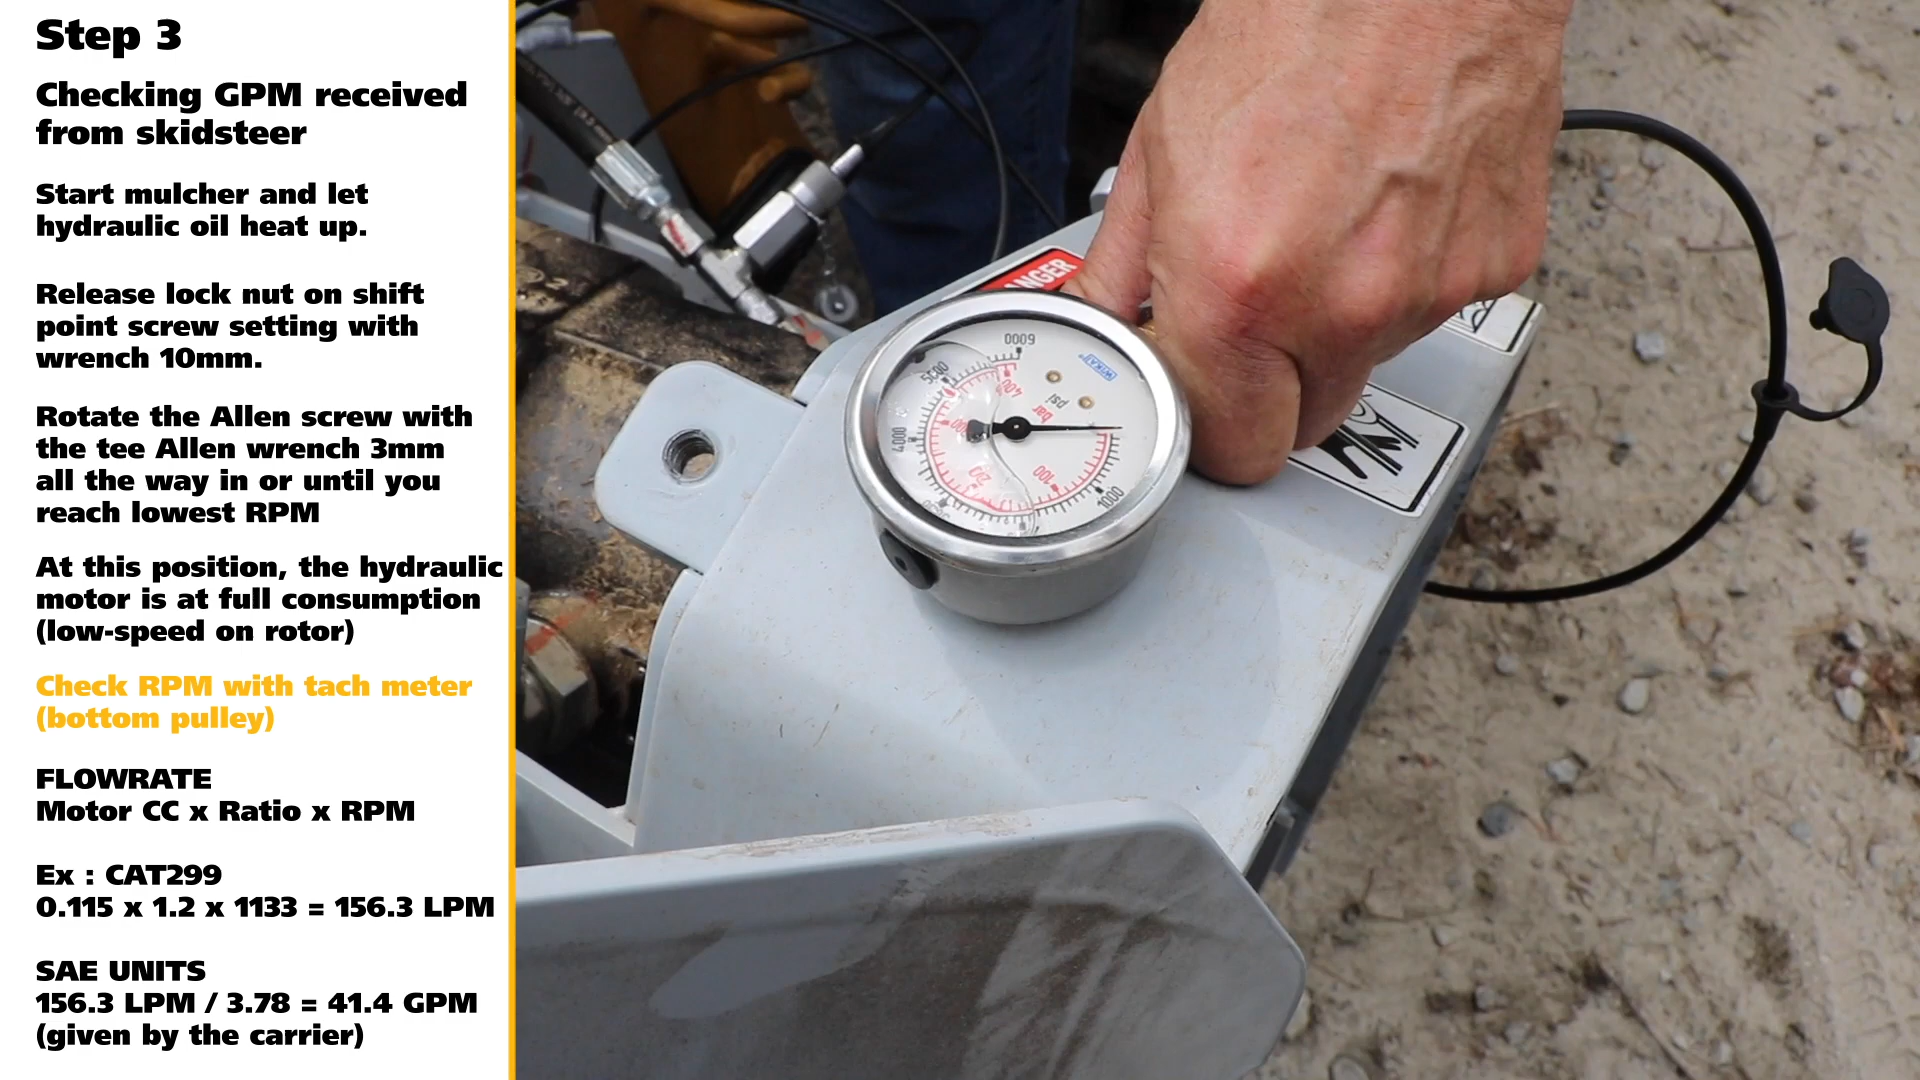 Step 3
Checking GPM received
from skidsteer
Start mulcher and let
hydraulic oil heat up.
Release lock nut on shift
point screw setting with
wrench 10mm.
Rotate the Allen screw with
the tee Allen wrench 3mm
all the way in or until you
reach lowest RPM
At this position, the hydraulic
motor is at full consumption
(low-speed on rotor)
Check RPM with tach meter
(bottom pulley)
FLOWRATE
Motor CC x Ratio x RPM
Ex : CAT299
0.115 x 1.2 x 1133 = 156.3 LPM
SAE UNITS
156.3 LPM / 3.78 = 41.4 GPM
(given by the carrier)
6000
WIKA
400
psi
bar
4000
100
1000